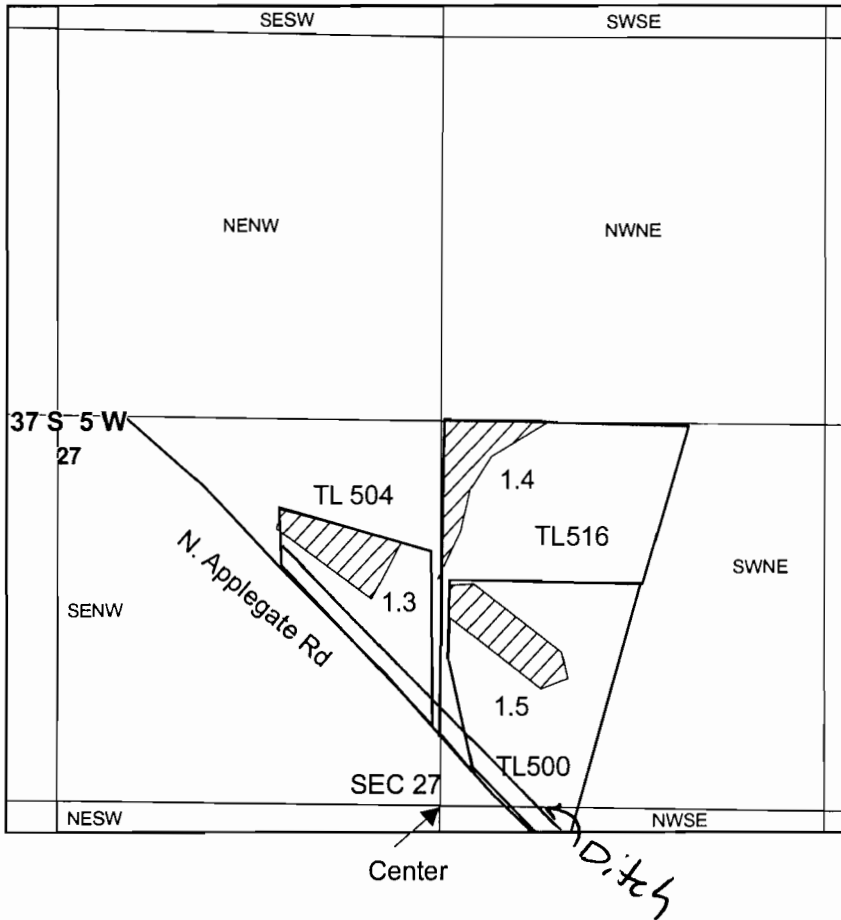 SESW
SWSE
NENW
NWNE
37 S 5 W
27
TL 504
1.4
TL516
N. Applegate Rd
SWNE
SENW
1.3
1.5
SEC 27
TL500
NESW
NWSE
Center
Ditch